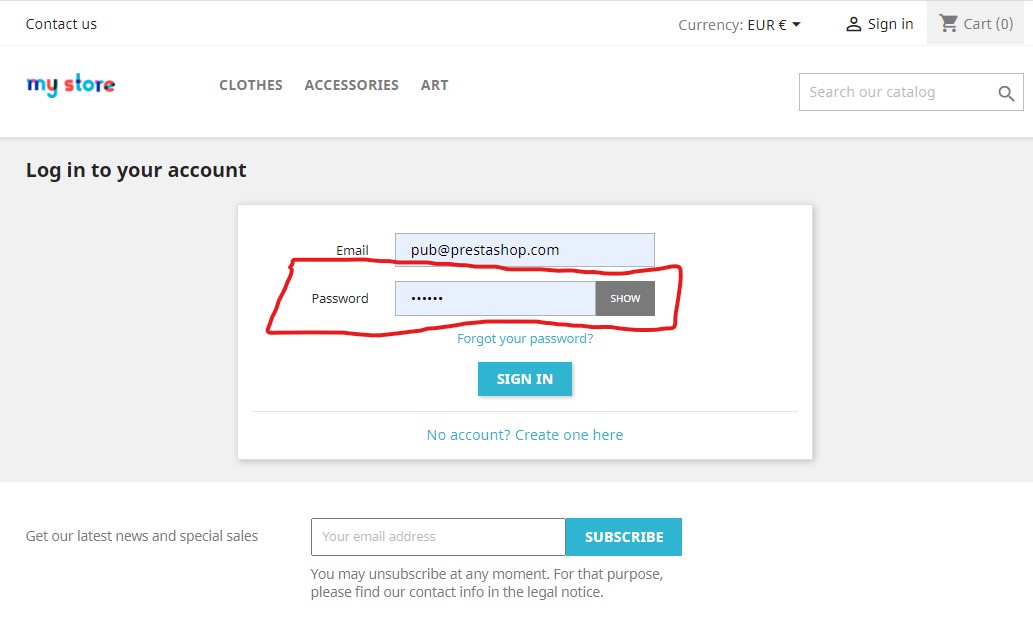 Contact us
Currency: EUR € Sign in Cart (0)
my store
CLOTHES ACCESSORIES ART
Search our catalog
Log in to your account
Email pub@prestashop.com
Password •••••• SHOW
Forgot your password?
SIGN IN
No account? Create one here
Get our latest news and special sales
Your email address SUBSCRIBE
You may unsubscribe at any moment. For that purpose,
please find our contact info in the legal notice.